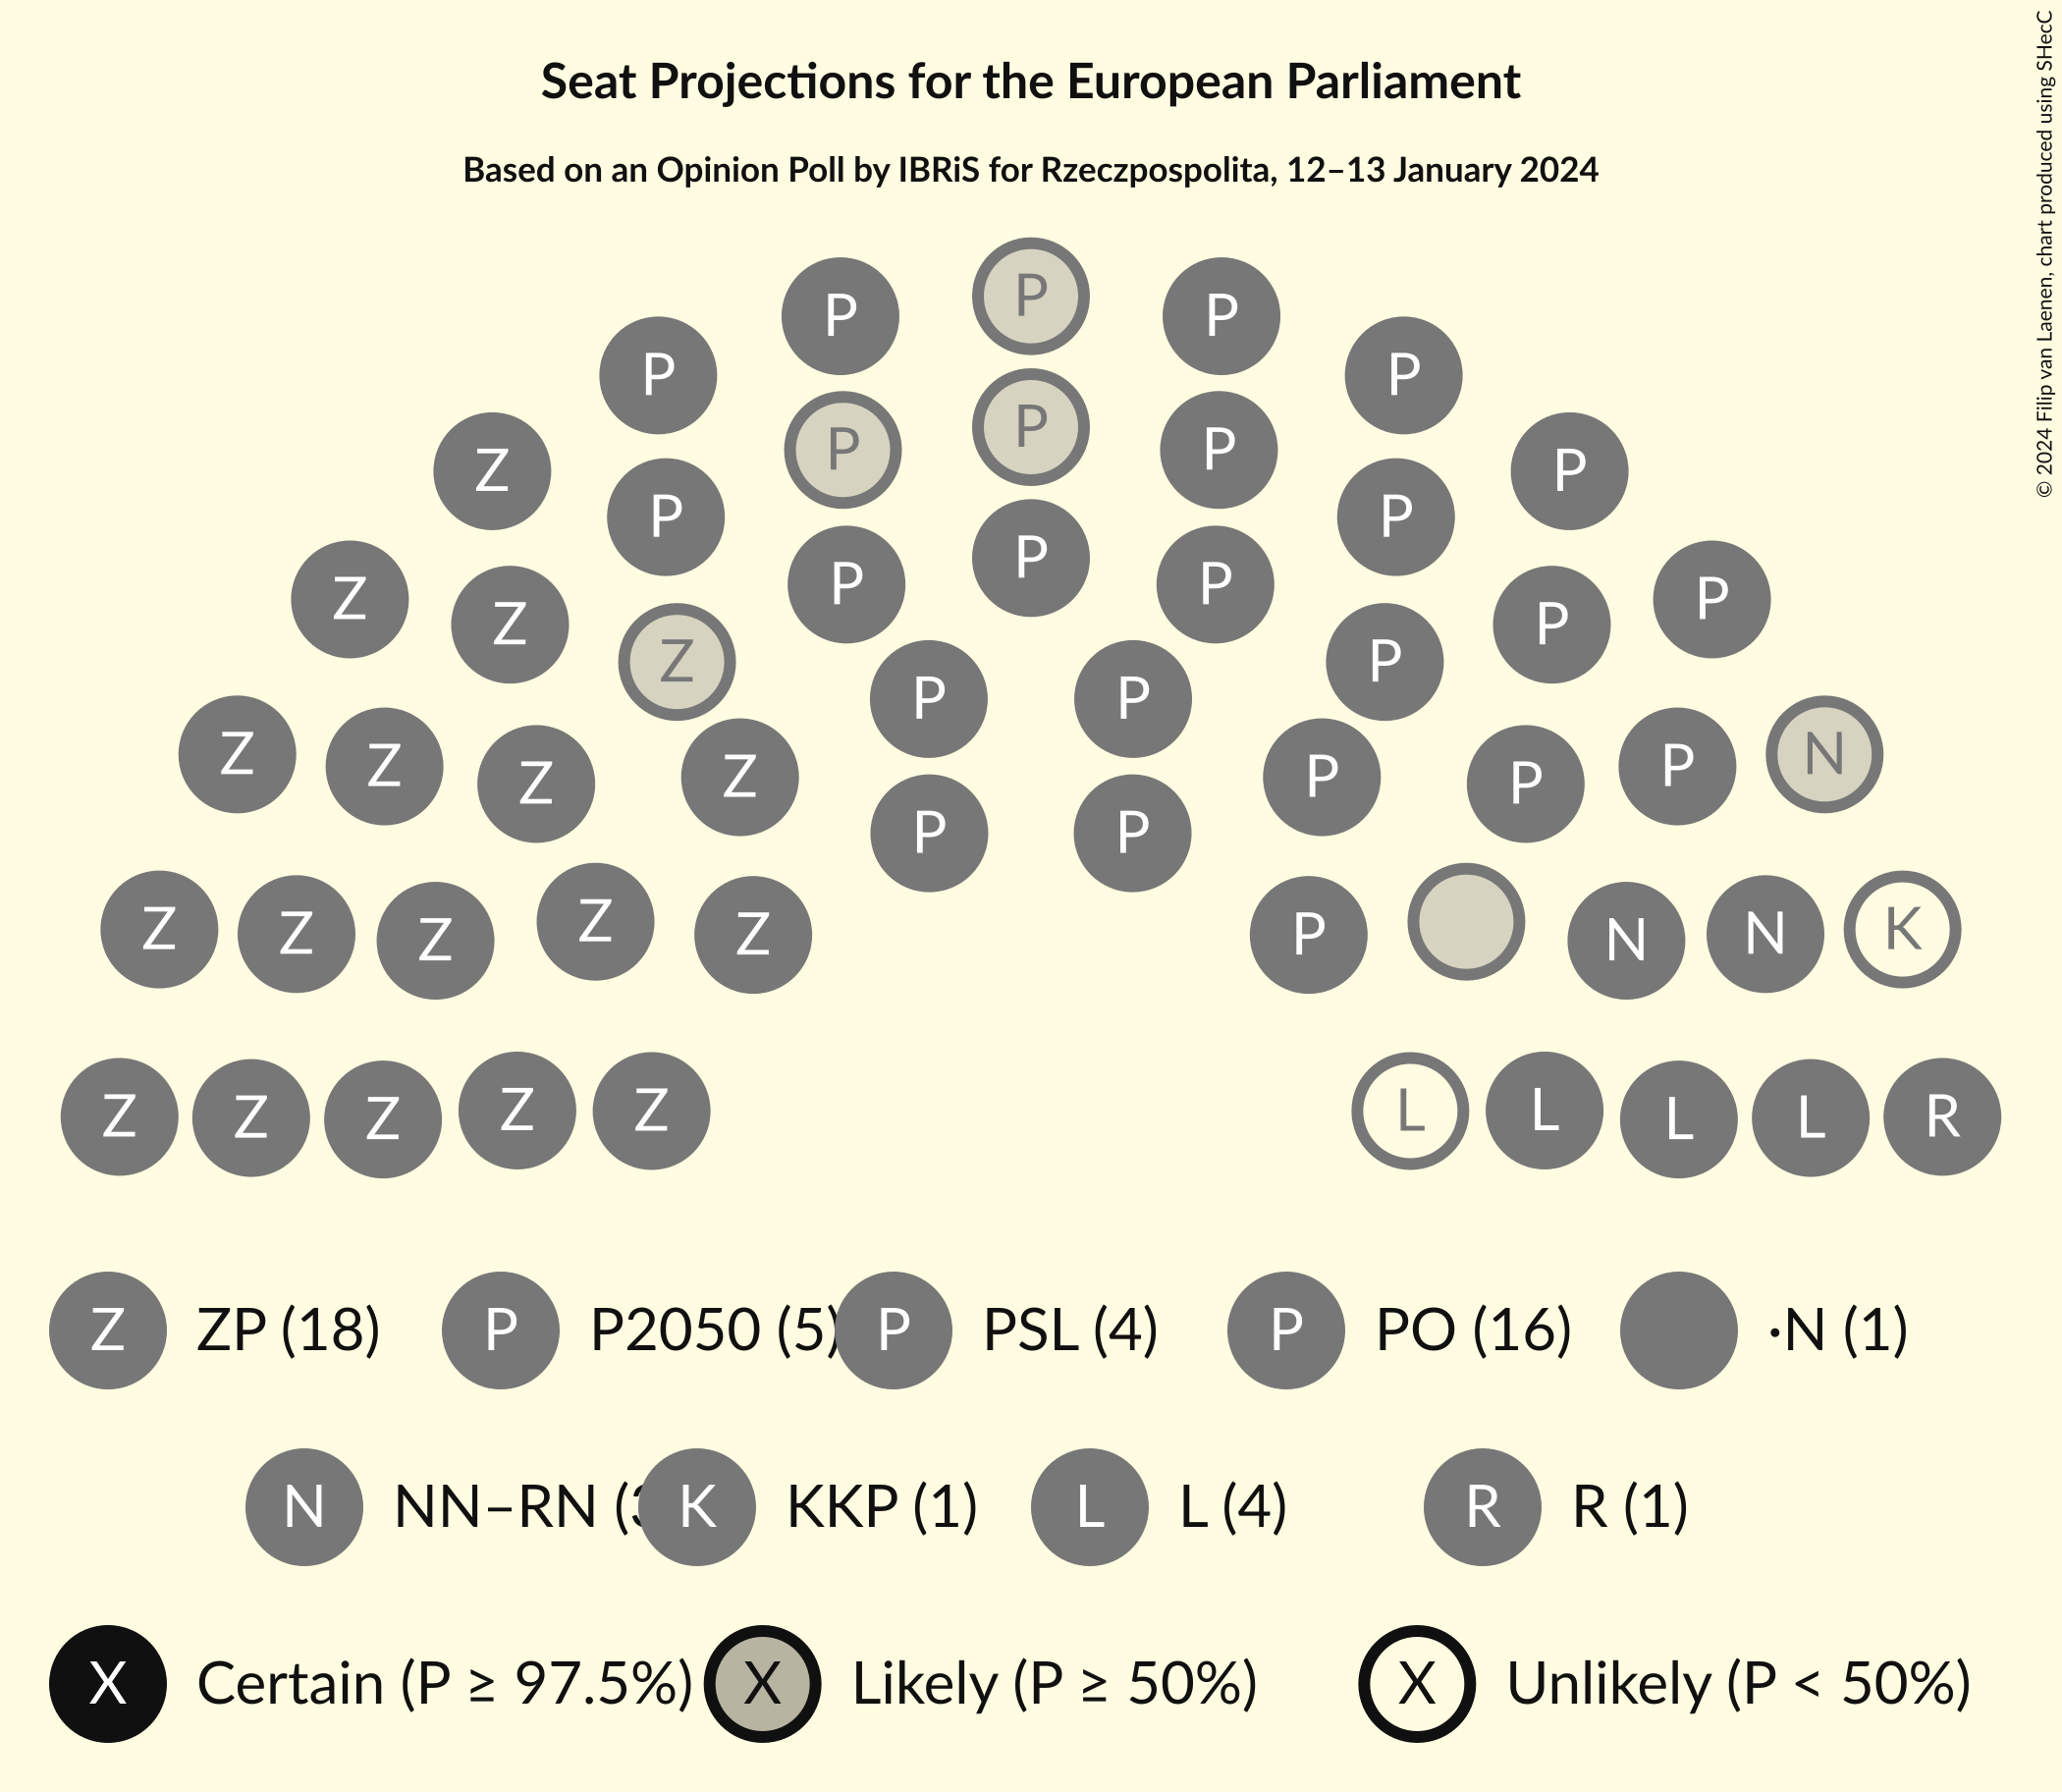 Seat Projections for the European Parliament
Based on an Opinion Poll by IBRiS for Rzeczpospolita, 12–13 January 2024
© 2024 Filip van Laenen, chart produced using SHecC
P
P P
P P
P P
P
Z P
P P
P P
P
P P
Z P
Z Z P P
Z P
P P
Z Z Z Z P P P N
P P
Z Z Z Z Z P N N K
Z Z Z Z Z L L L L R
Z ZP (18) P P2050 (5) P PSL (4) P PO (16) •N (1)
N NN–RN ( K KKP (1) L L (4) R R (1)
X Certain (P ≥ 97.5%) X Likely (P ≥ 50%) X Unlikely (P < 50%)